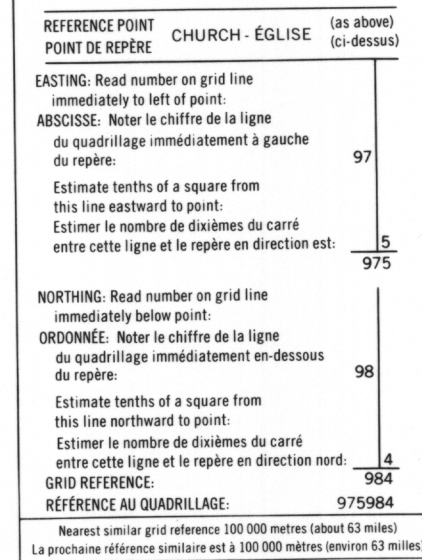 REFERENCE POINT CHURCH - ÉGLISE (as above)
POINT DE REPÈRE (ci-dessus)
EASTING: Read number on grid line
immediately to left of point:
ABSCISSE: Noter le chiffre de la ligne
du quadrillage immédiatement à gauche
du repère: 97
Estimate tenths of a square from
this line eastward to point:
Estimer le nombre de dixièmes du carré
entre cette ligne et le repère en direction est: 5
975
NORTHING: Read number on grid line
immediately below point:
ORDONNÉE: Noter le chiffre de la ligne
du quadrillage immédiatement en-dessous
du repère: 98
Estimate tenths of a square from
this line northward to point:
Estimer le nombre de dixièmes du carré
entre cette ligne et le repère en direction nord: 4
GRID REFERENCE: 984
RÉFÉRENCE AU QUADRILLAGE: 975984
Nearest similar grid reference 100 000 metres (about 63 miles)
La prochaine référence similaire est à 100 000 mètres (environ 63 milles)